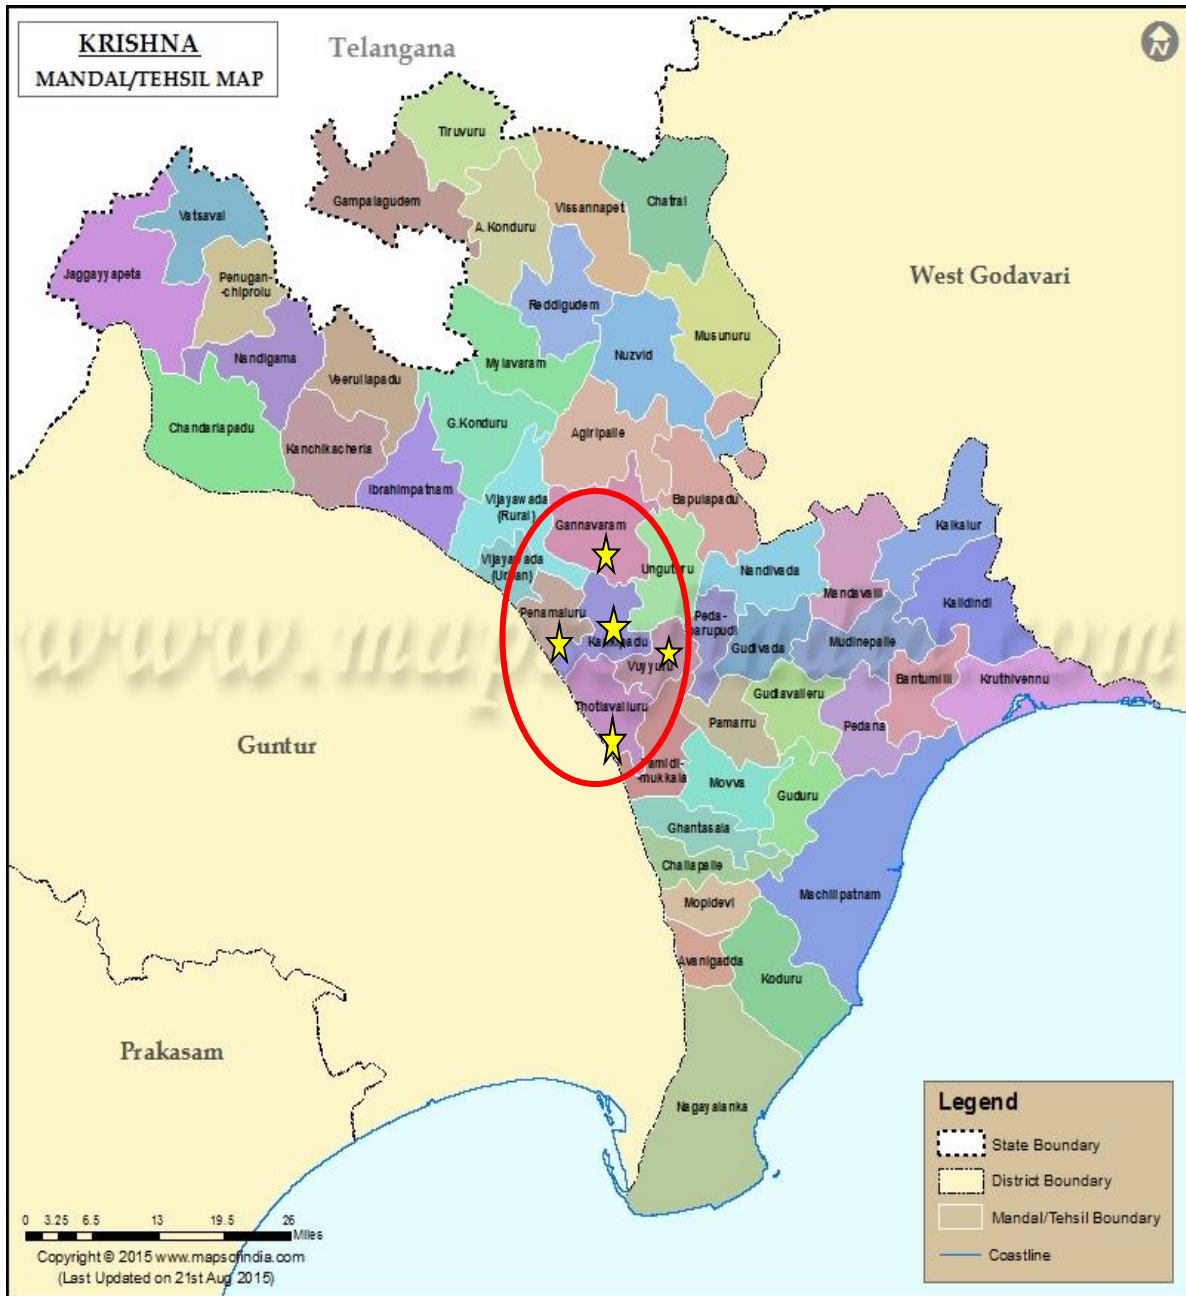 KRISHNA
MANDAL/TEHSIL MAP
Telangana
N
Tiruvuru
Gampalagudem
Vissannapet
Chatrai
Vatsavai
A.Konduru
Jaggayyapeta
Penugan-
-chiprolu
West Godavari
Reddigudem
Musunuru
Nandigama
Nuzvid
Mylavaram
Veerullapadu
Chandarlapadu
G.Konduru
Agiripalle
Kanchikacherla
Ibrahimpatnam
Vijayawada
(Rural)
Bapulapadu
Gannavaram
Kaikalur
Vijayawada
(Urban)
Unguturu
Nandivada
Mandavalli
Kalidindi
Penamaluru
Peda-
-parupudi
Gudivada
Mudinepalle
Kankipadu
www.mapsofindia.com
Vuyyuru
Bantumilli
Kruthivennu
Gudlavalleru
Thotlavalluru
Pamarru
Pedana
Guntur
Pamidi-
-mukkala
Movva
Guduru
Ghantasala
Challapalle
Machilipatnam
Mopidevi
Avanigadda
Koduru
Prakasam
Nagayalanka
Legend
State Boundary
District Boundary
Mandal/Tehsil Boundary
Coastline
0 3.25 6.5 13 19.5 26
Miles
Copyright © 2015 www.mapsofindia.com
(Last Updated on 21st Aug 2015)